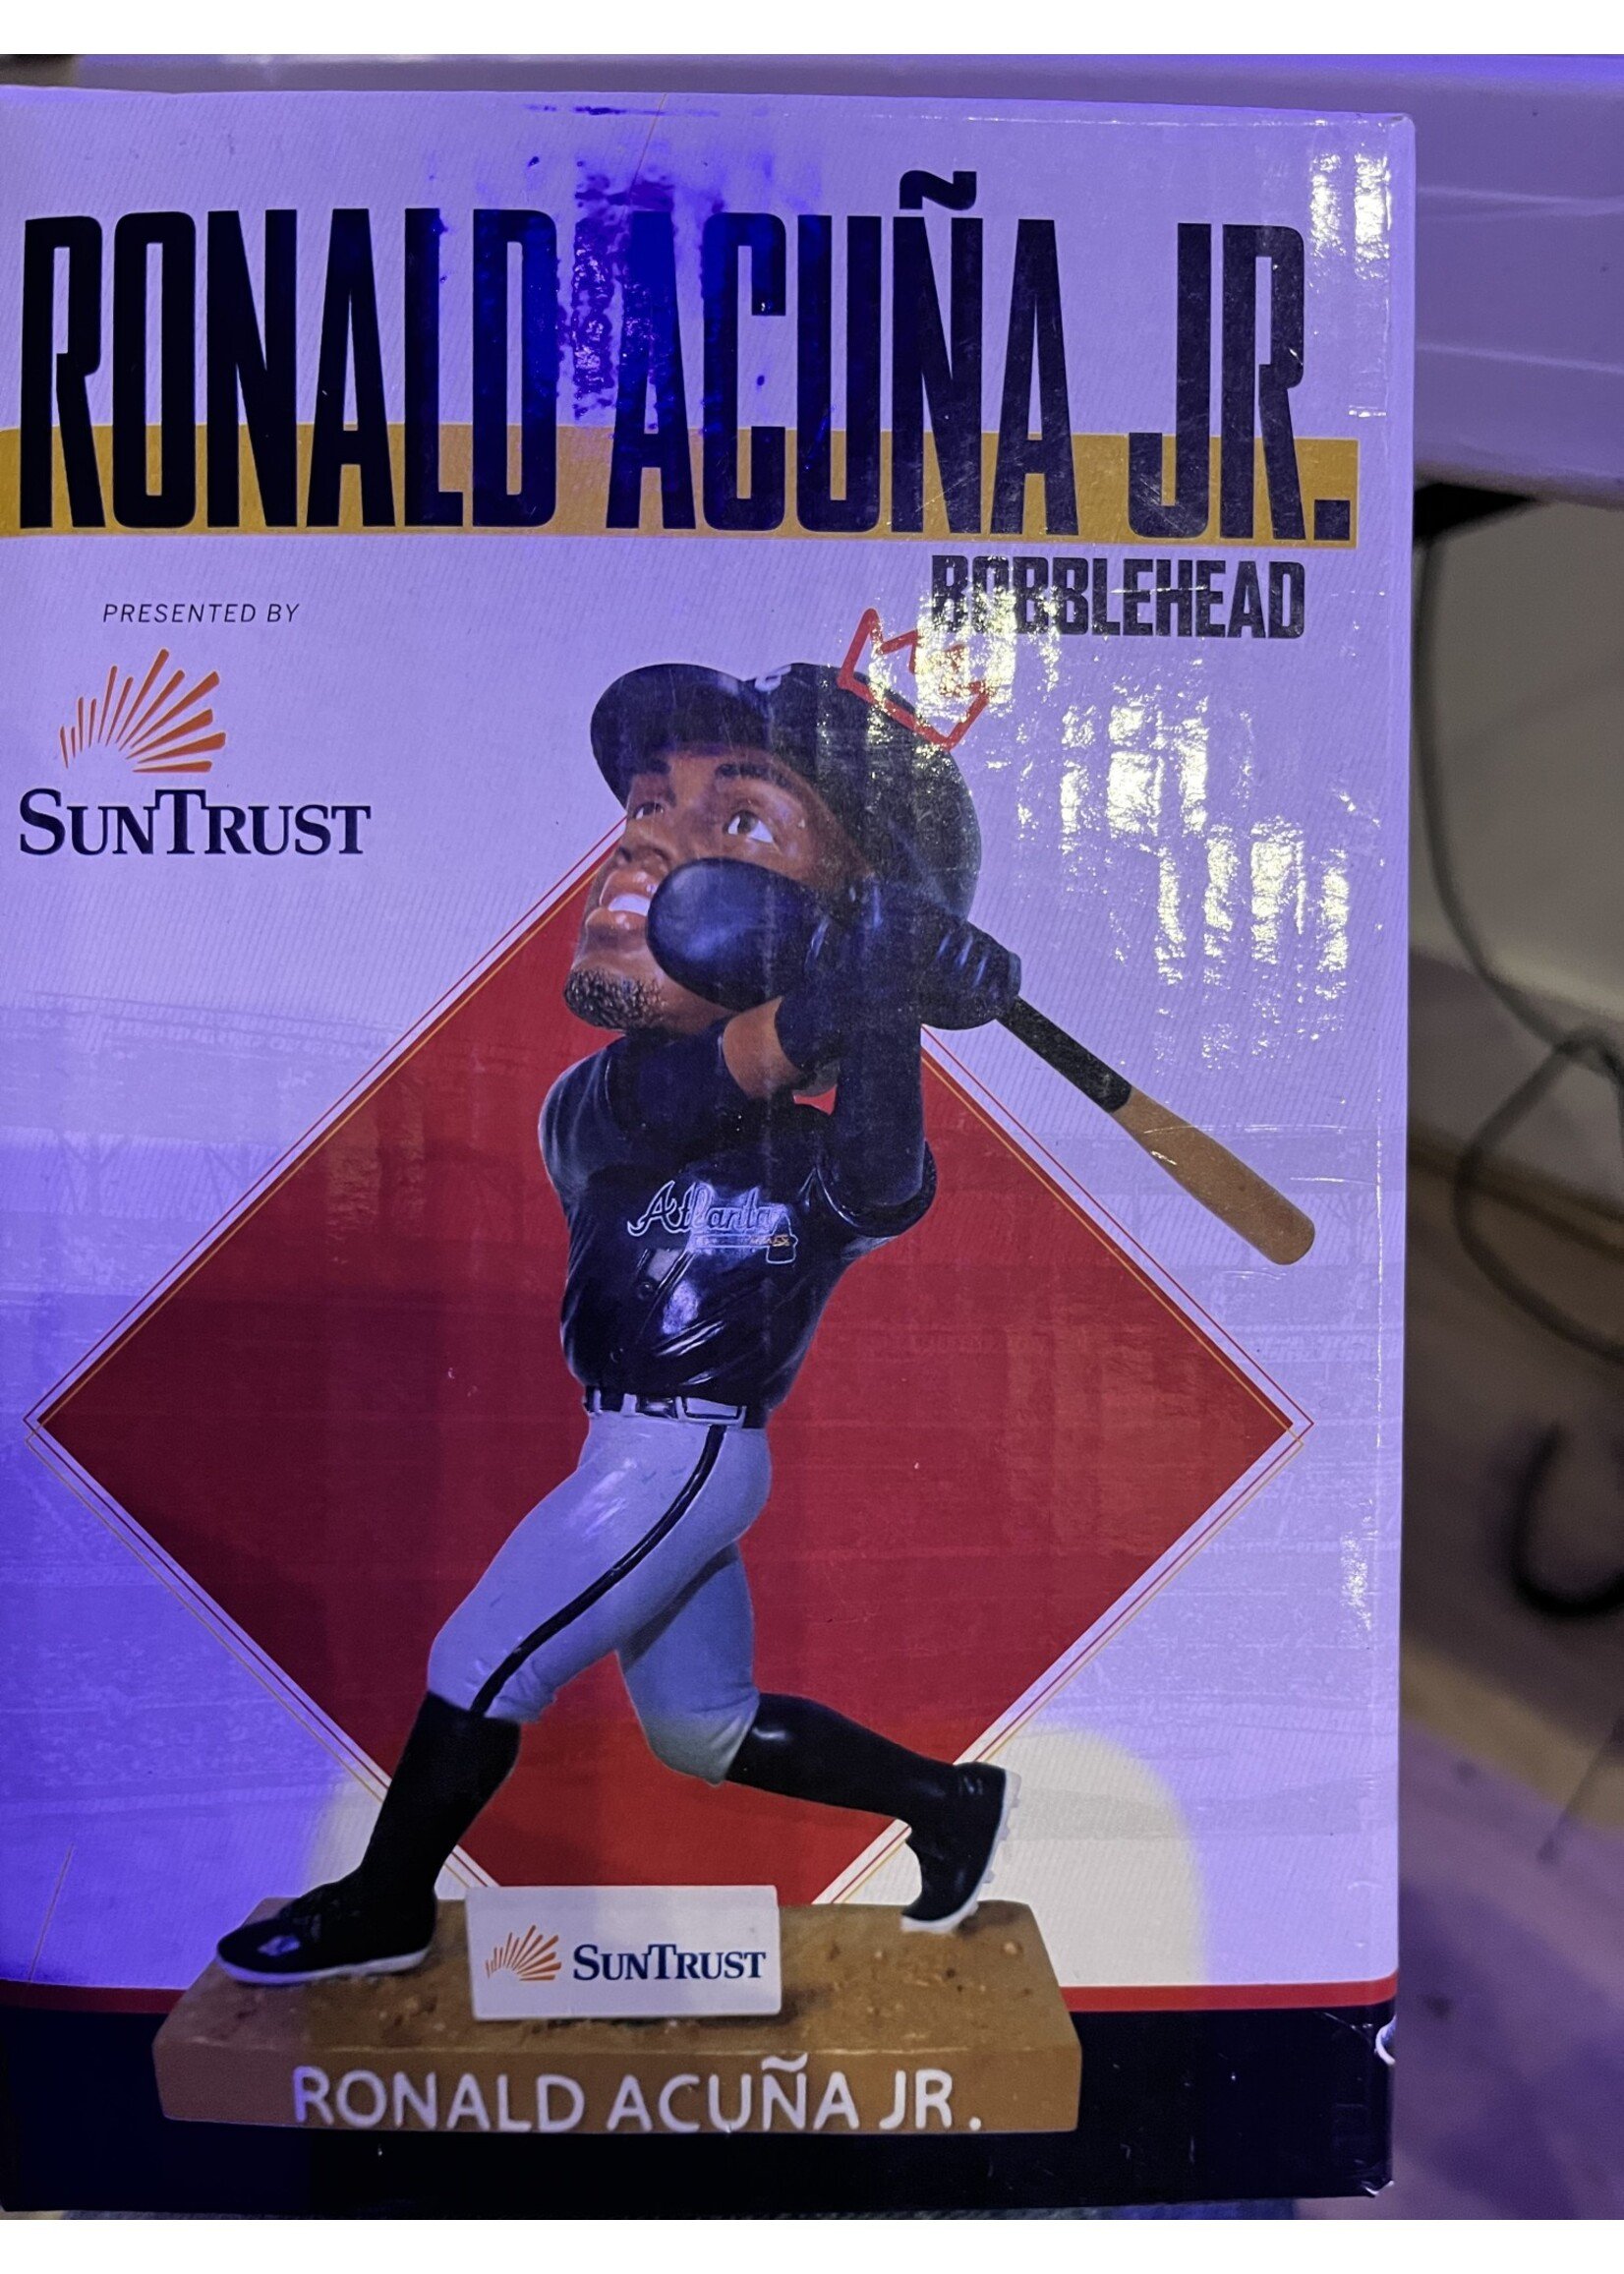 RONALD ACUÑA JR.
BOBBLEHEAD
PRESENTED BY
SUNTRUST
Atlanta
SUNTRUST
RONALD ACUÑA JR.